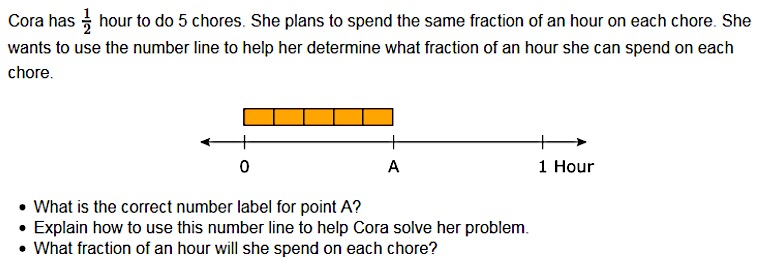 Cora has 1/2 hour to do 5 chores. She plans to spend the same fraction of an hour on each chore. She
wants to use the number line to help her determine what fraction of an hour she can spend on each
chore.
0 A 1 Hour
• What is the correct number label for point A?
• Explain how to use this number line to help Cora solve her problem.
• What fraction of an hour will she spend on each chore?